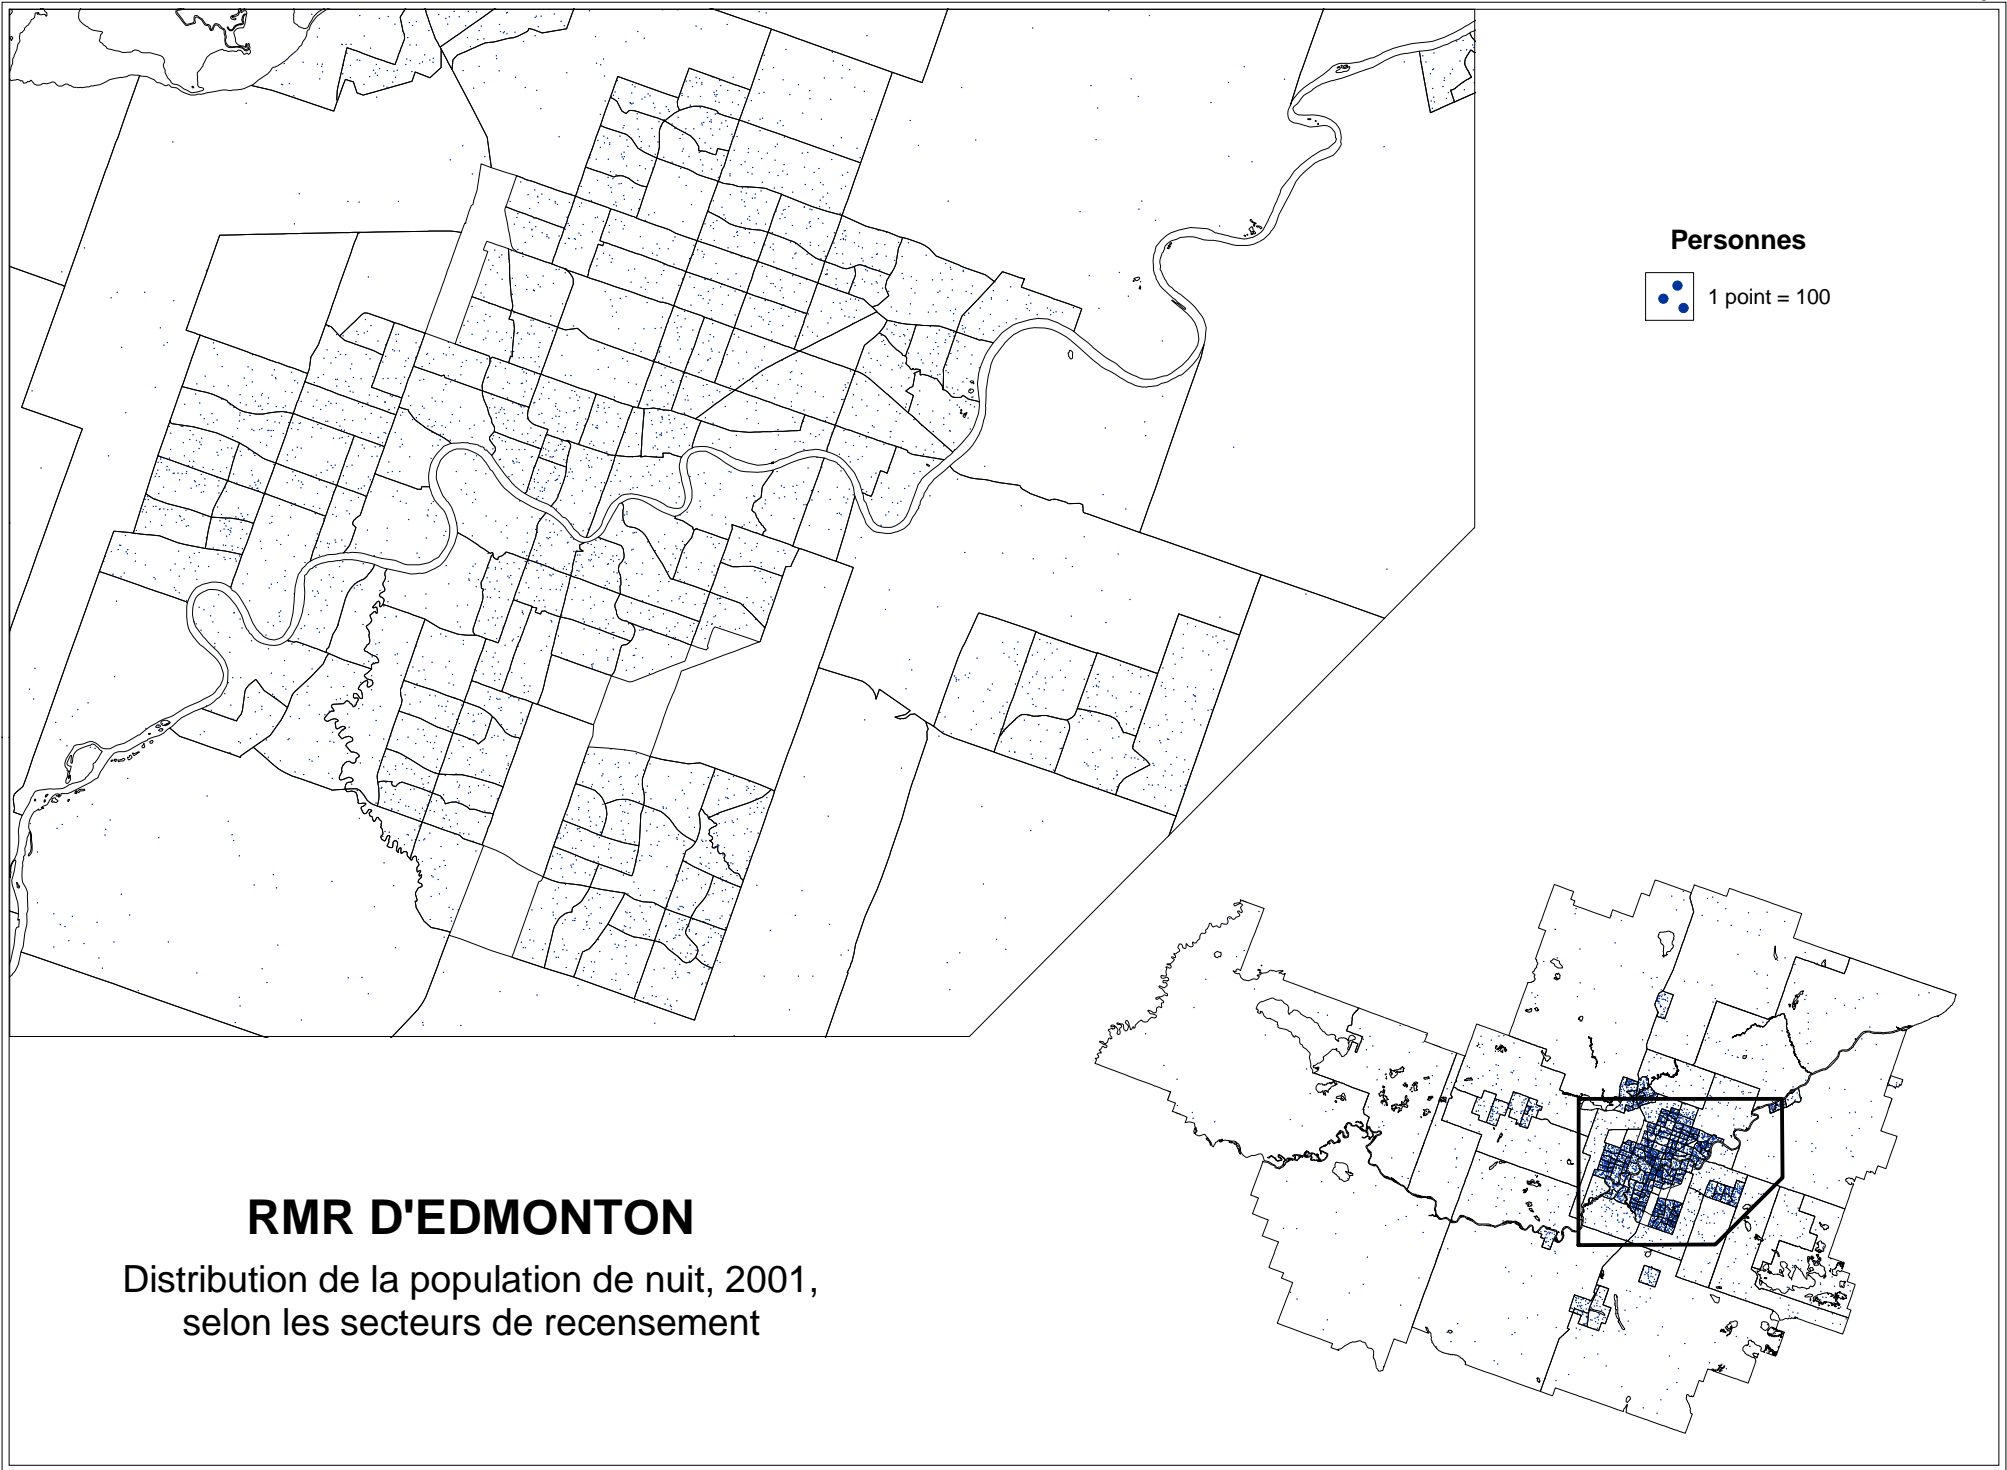 Personnes
1 point = 100
RMR D'EDMONTON
Distribution de la population de nuit, 2001,
selon les secteurs de recensement